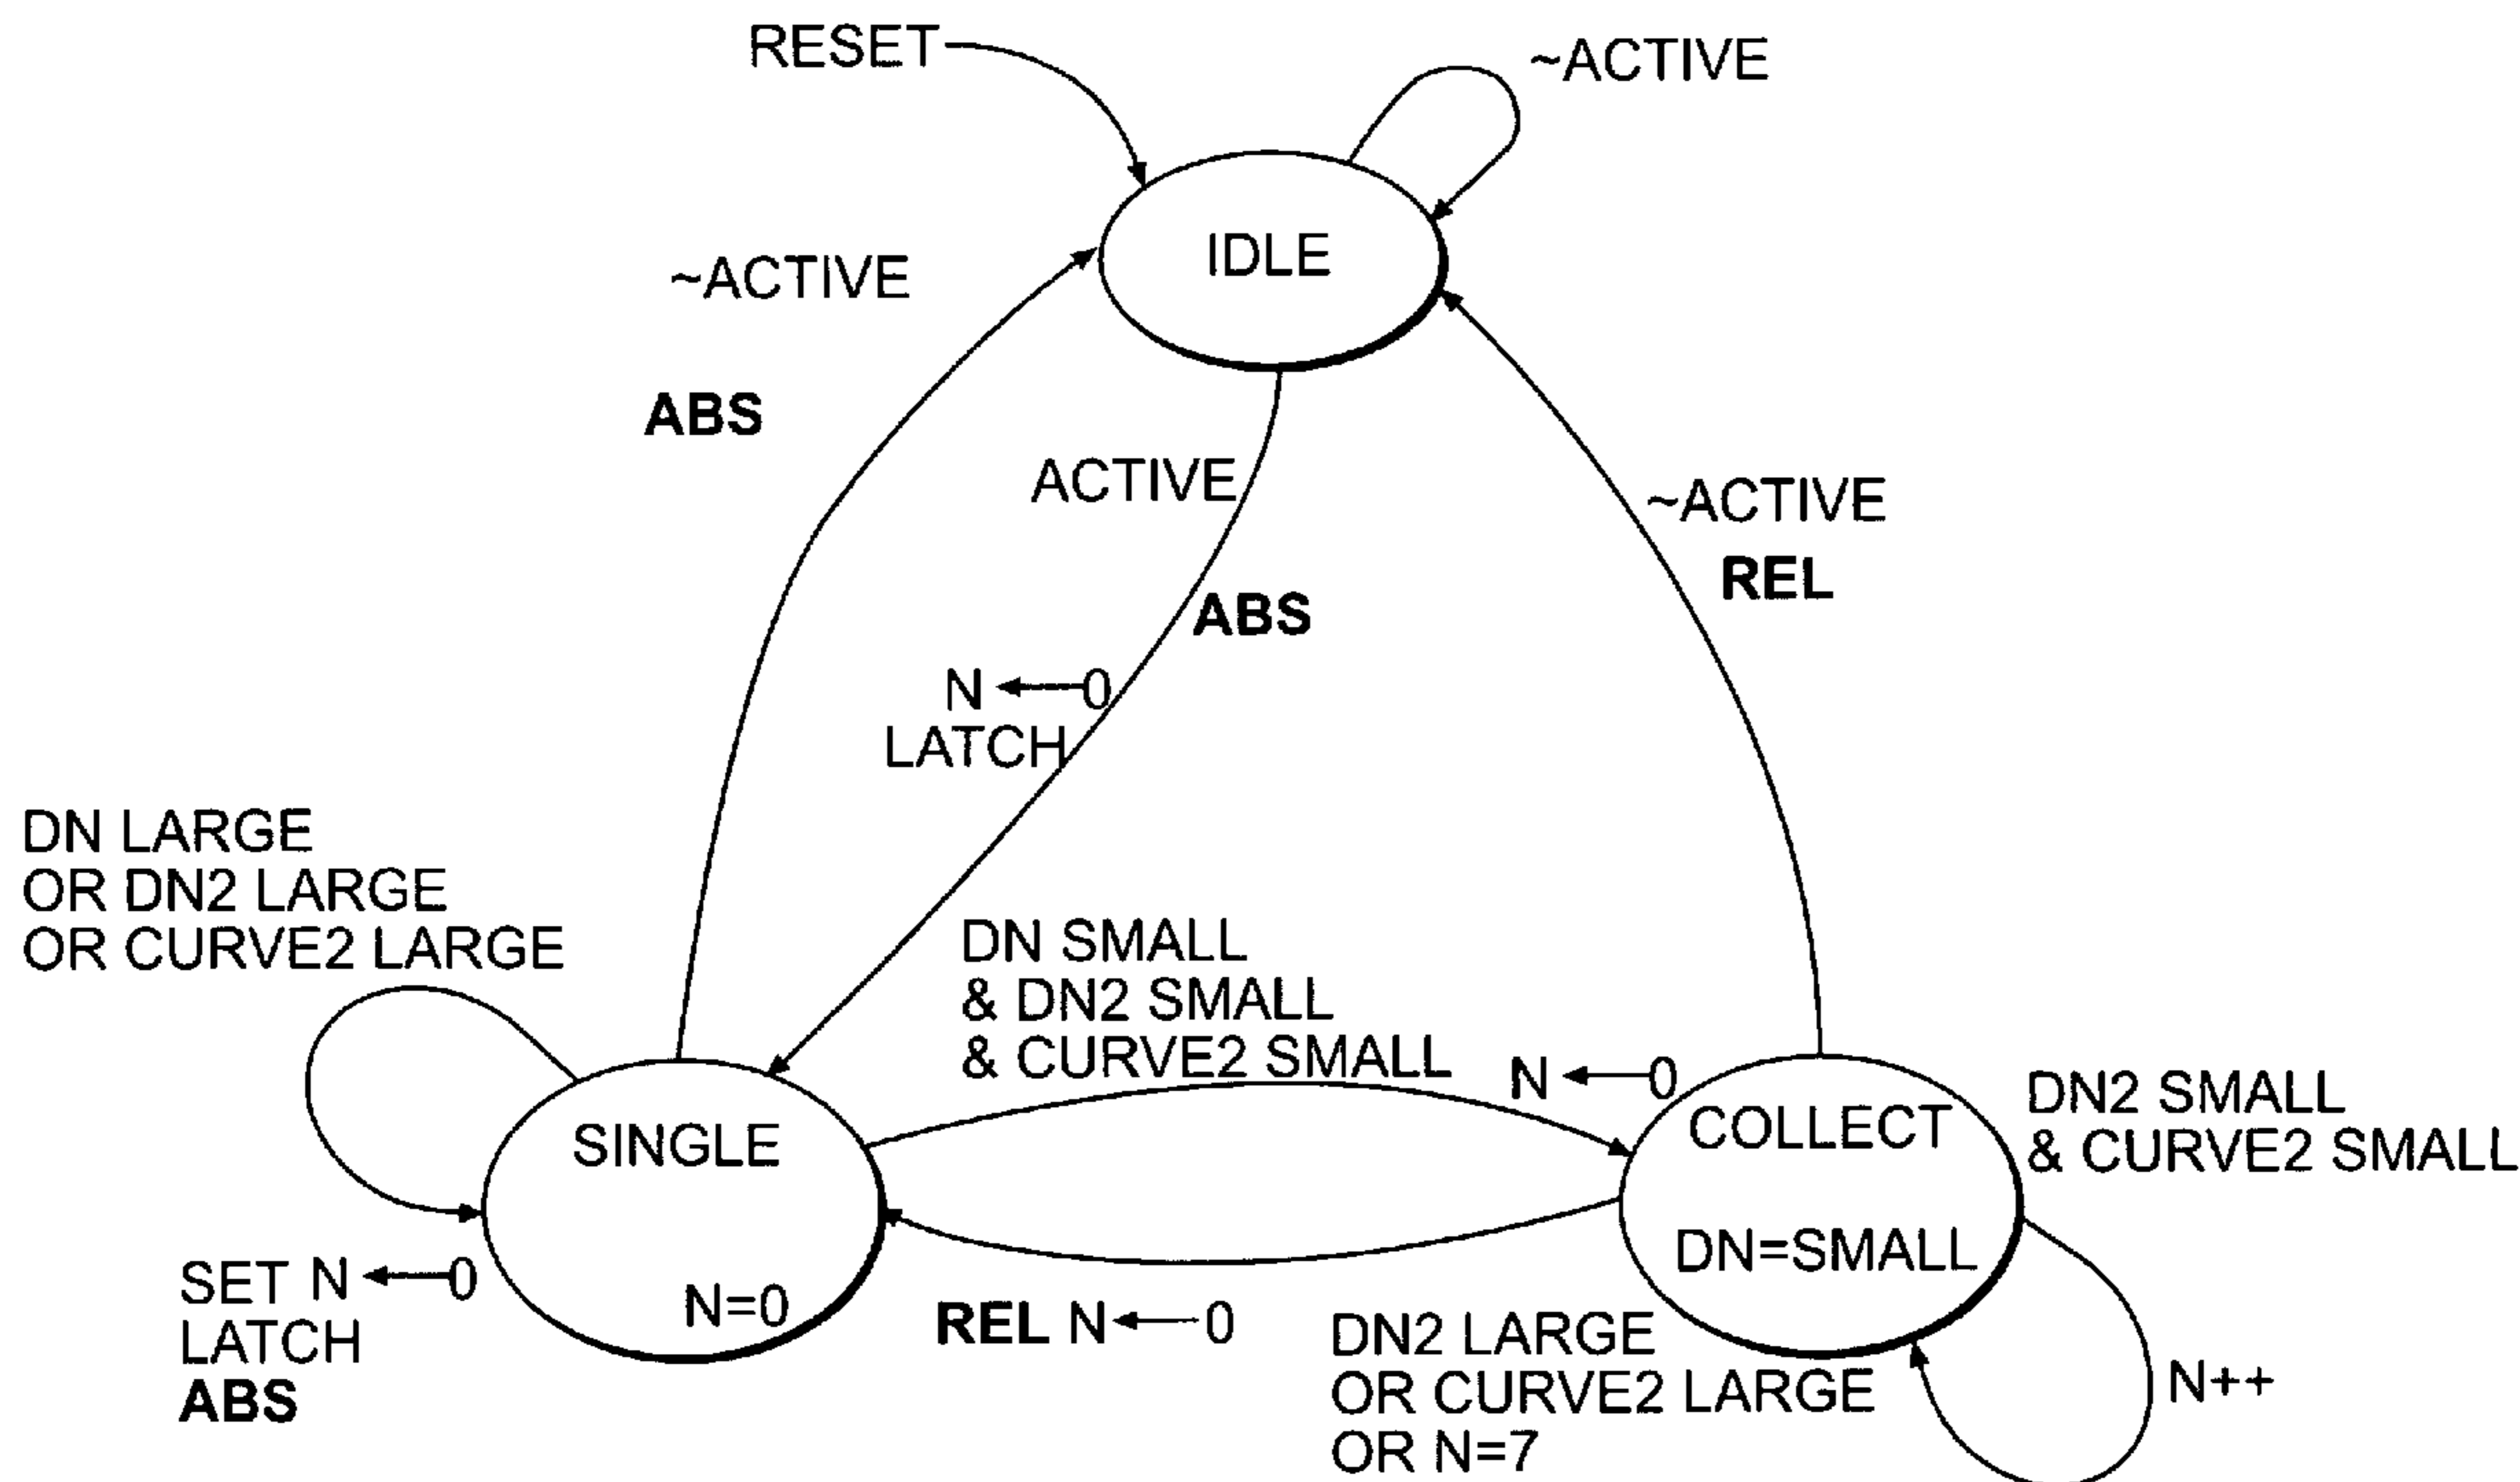 RESET
~ACTIVE
IDLE
~ACTIVE
ABS
ACTIVE
ABS
N ← 0
LATCH
~ACTIVE
REL
DN LARGE
OR DN2 LARGE
OR CURVE2 LARGE
DN SMALL
& DN2 SMALL
& CURVE2 SMALL
N ← 0
SINGLE
N=0
COLLECT
DN=SMALL
DN2 SMALL
& CURVE2 SMALL
SET N ← 0
LATCH
ABS
REL N ← 0
DN2 LARGE
OR CURVE2 LARGE
OR N=7
N++